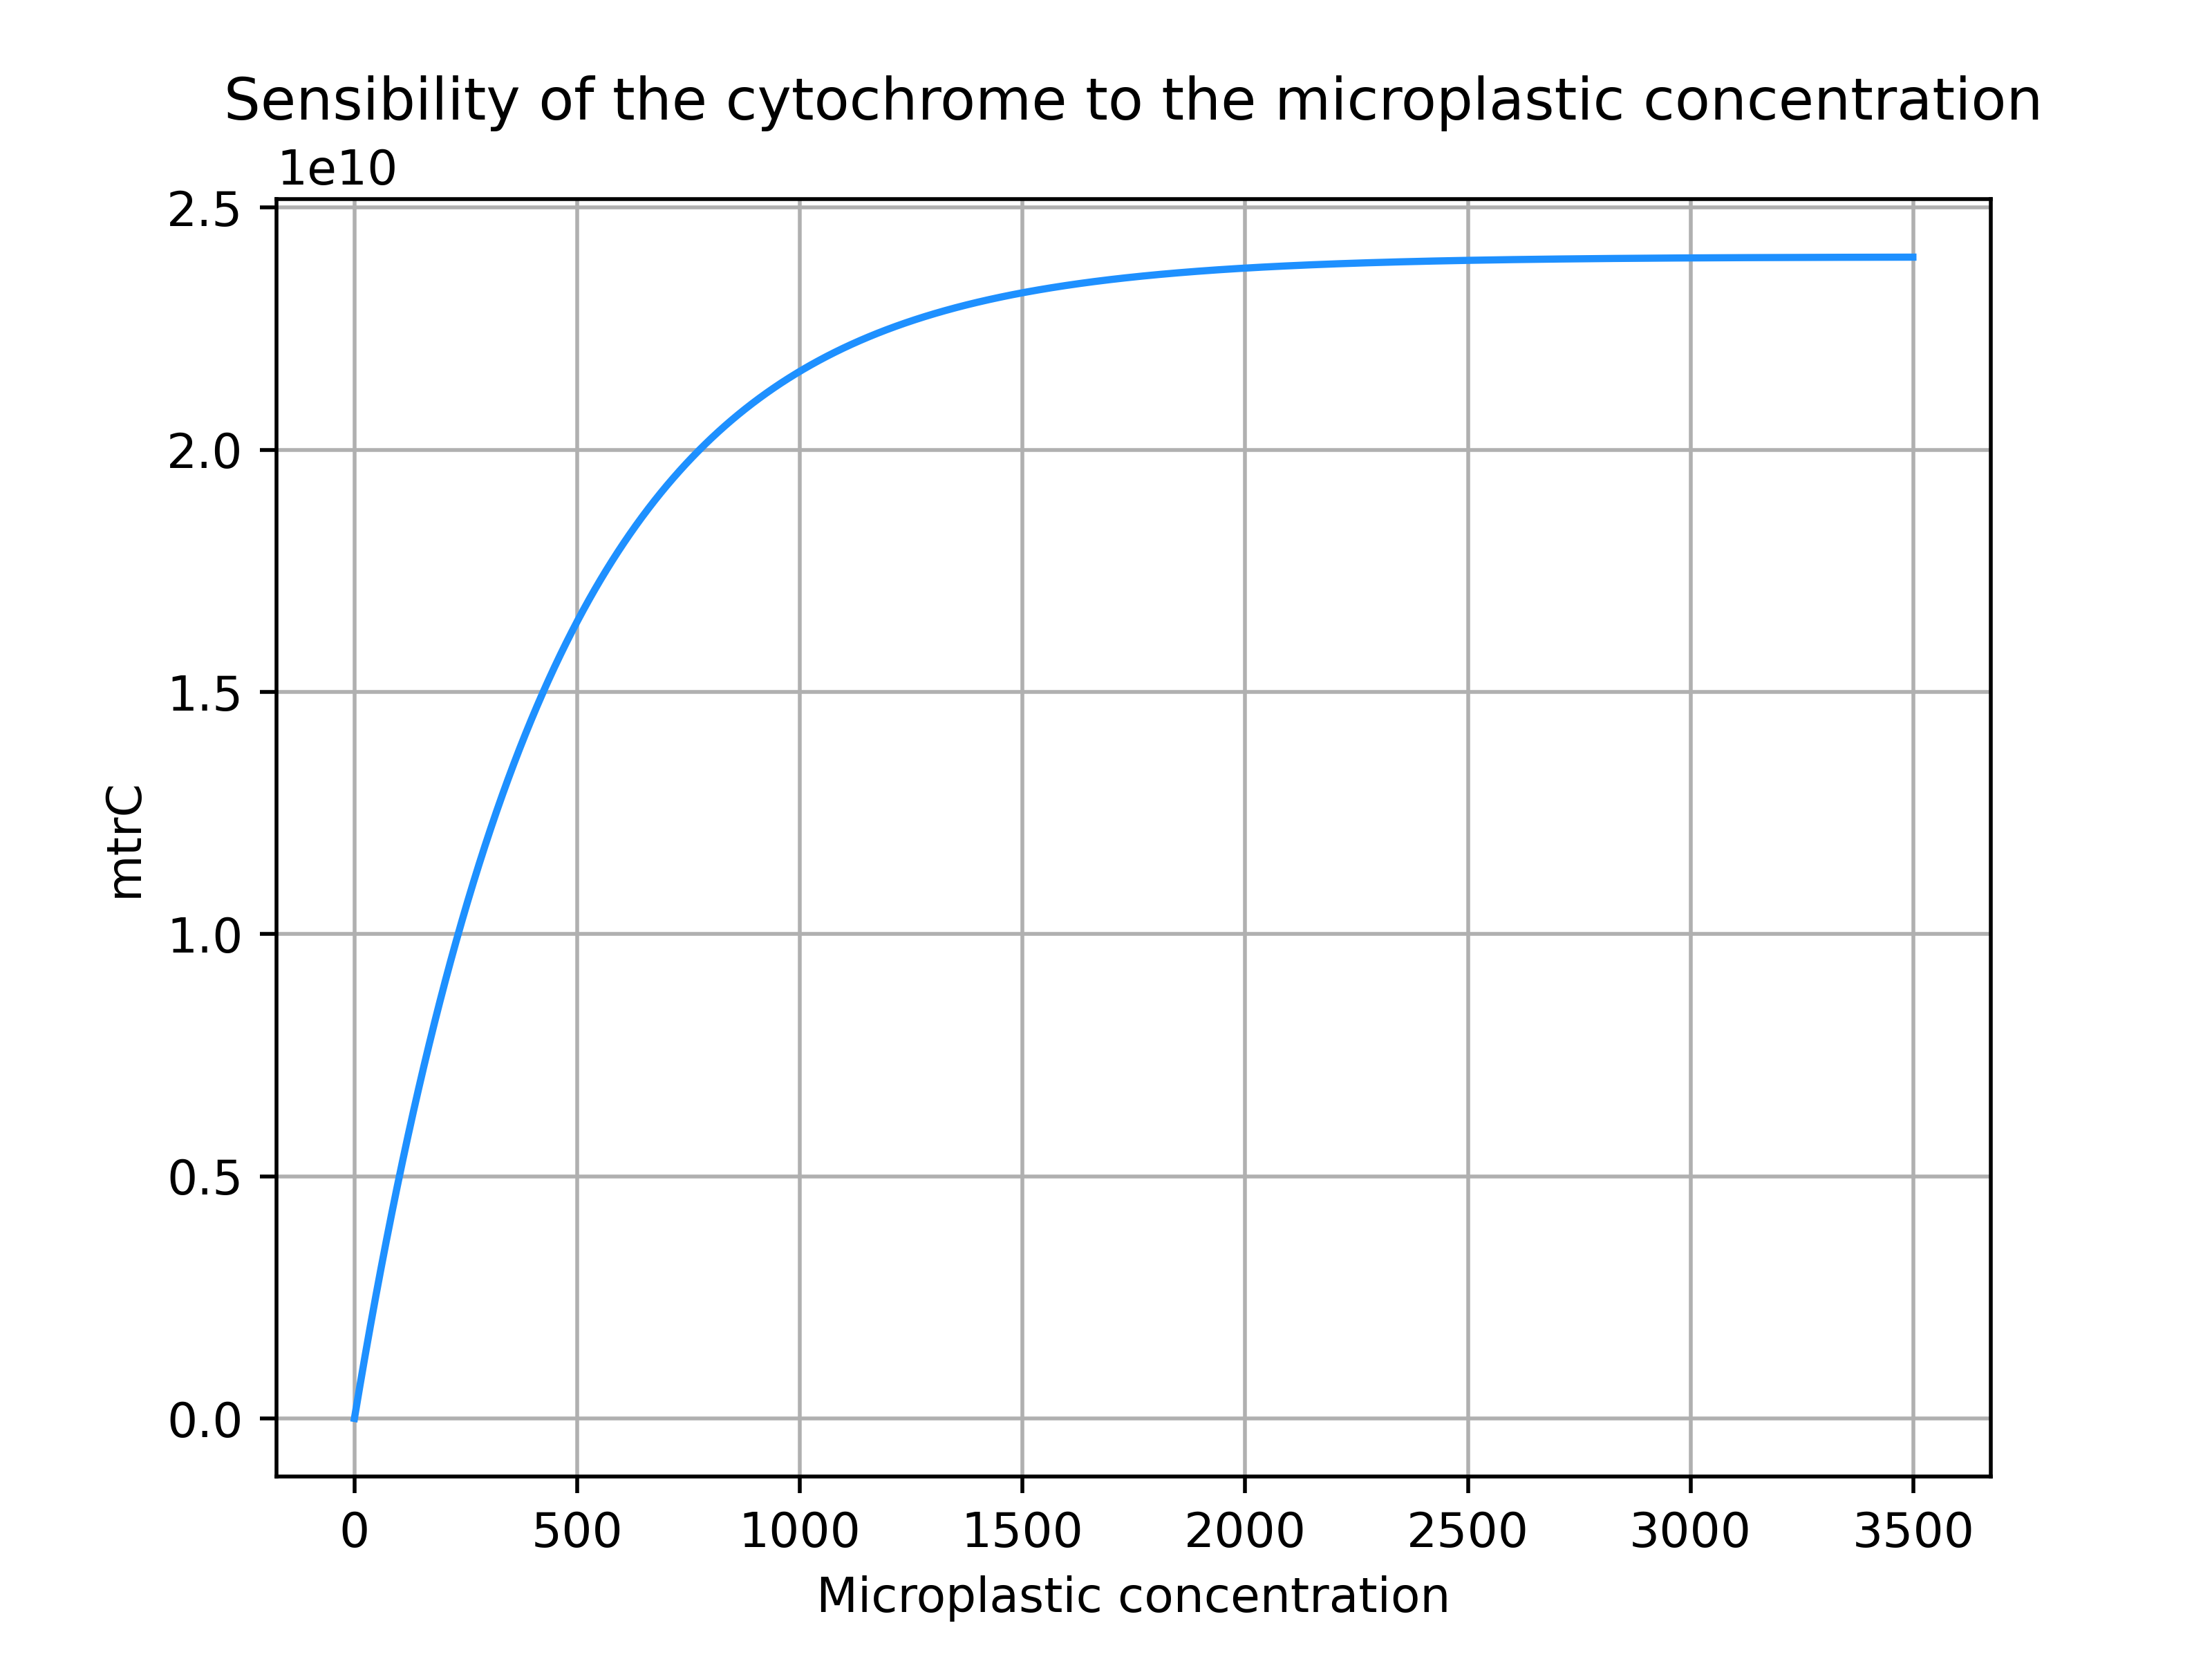 Sensibility of the cytochrome to the microplastic concentration
1e10
2.5
2.0
1.5
1.0
0.5
0.0
mtrC
0 500 1000 1500 2000 2500 3000 3500
Microplastic concentration